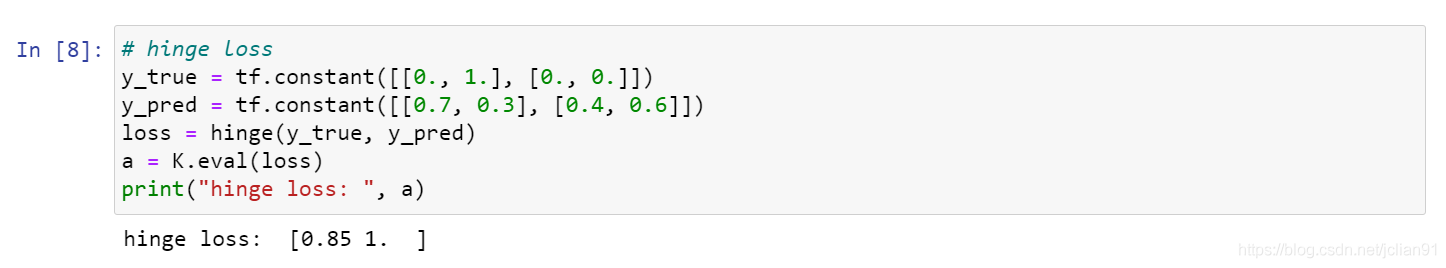 In [8]: # hinge loss
y_true = tf.constant([[0., 1.], [0., 0.]])
y_pred = tf.constant([[0.7, 0.3], [0.4, 0.6]])
loss = hinge(y_true, y_pred)
a = K.eval(loss)
print("hinge loss: ", a)
hinge loss:  [0.85 1.  ]
https://blog.csdn.net/jclian91